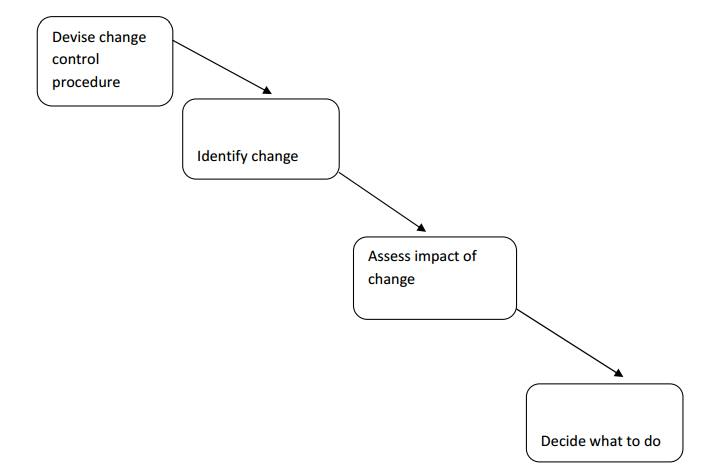 Devise change
control
procedure
Identify change
Assess impact of
change
Decide what to do